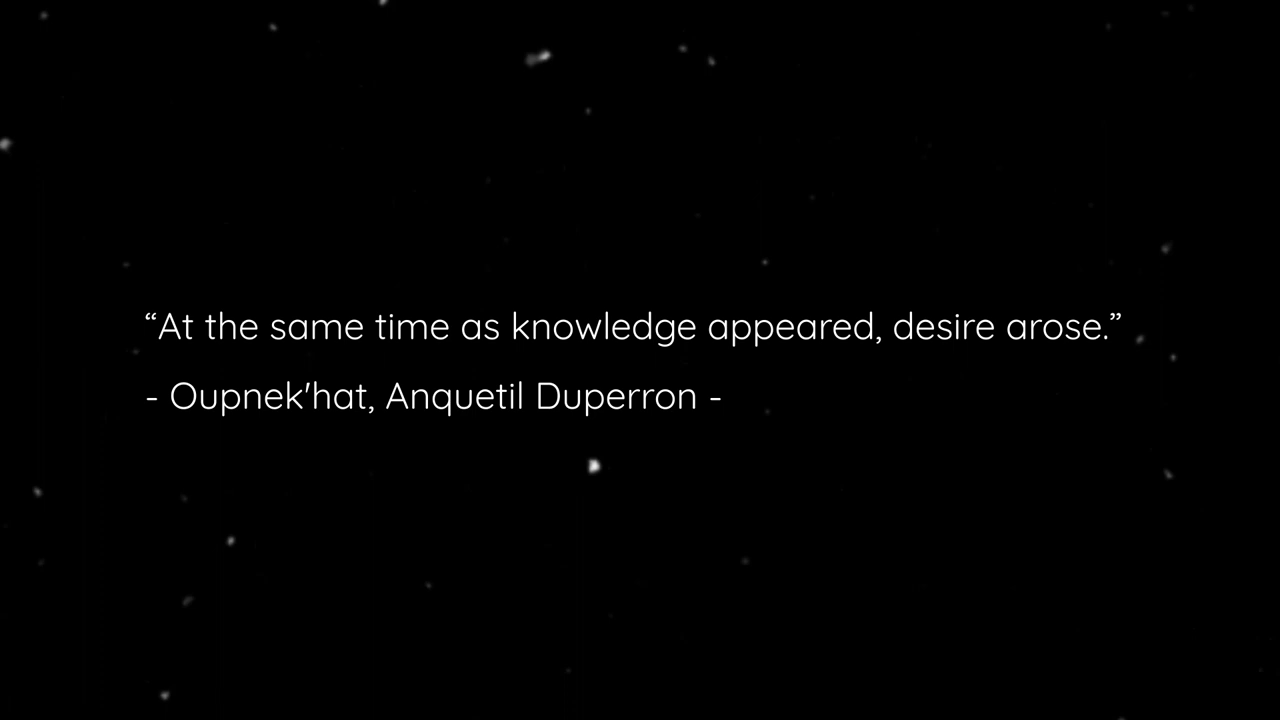 “At the same time as knowledge appeared, desire arose.”
- Oupnek'hat, Anquetil Duperron -